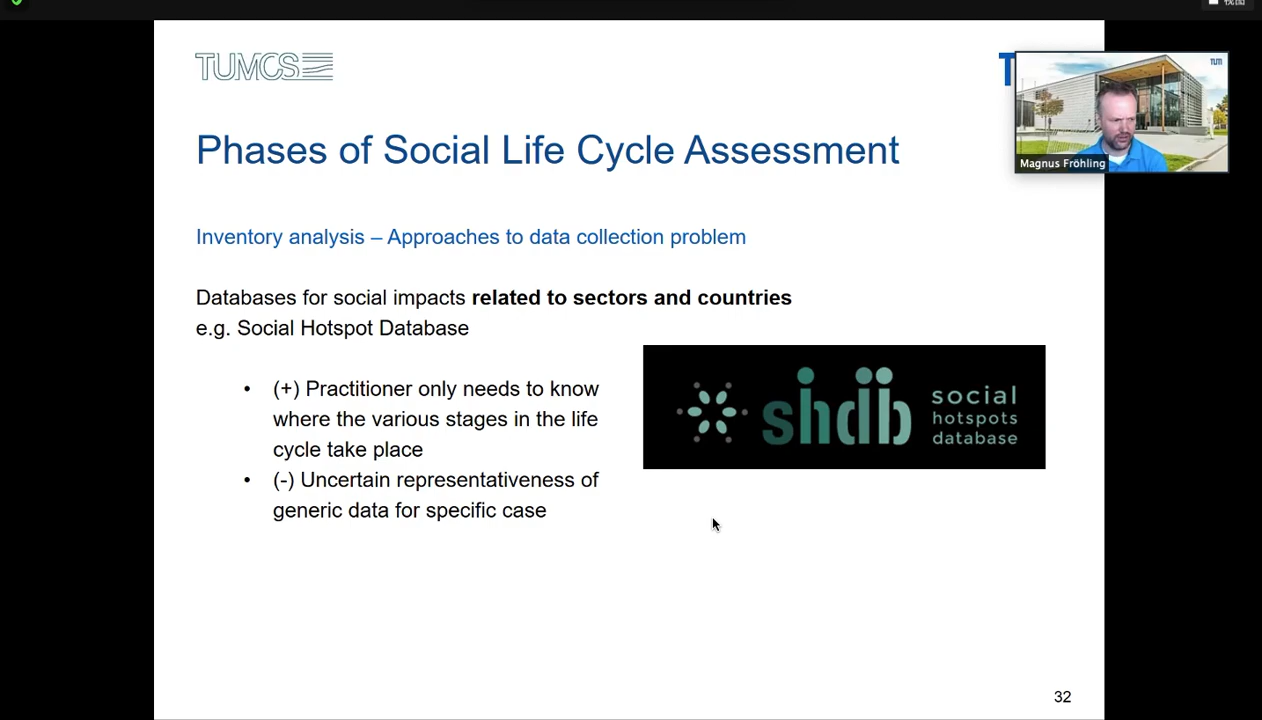 TUMCS
Phases of Social Life Cycle Assessment
TUM
Magnus Fröhling
Inventory analysis – Approaches to data collection problem
Databases for social impacts related to sectors and countries
e.g. Social Hotspot Database
• (+) Practitioner only needs to know
where the various stages in the life
cycle take place
• (-) Uncertain representativeness of
generic data for specific case
shdb
social
hotspots
database
32